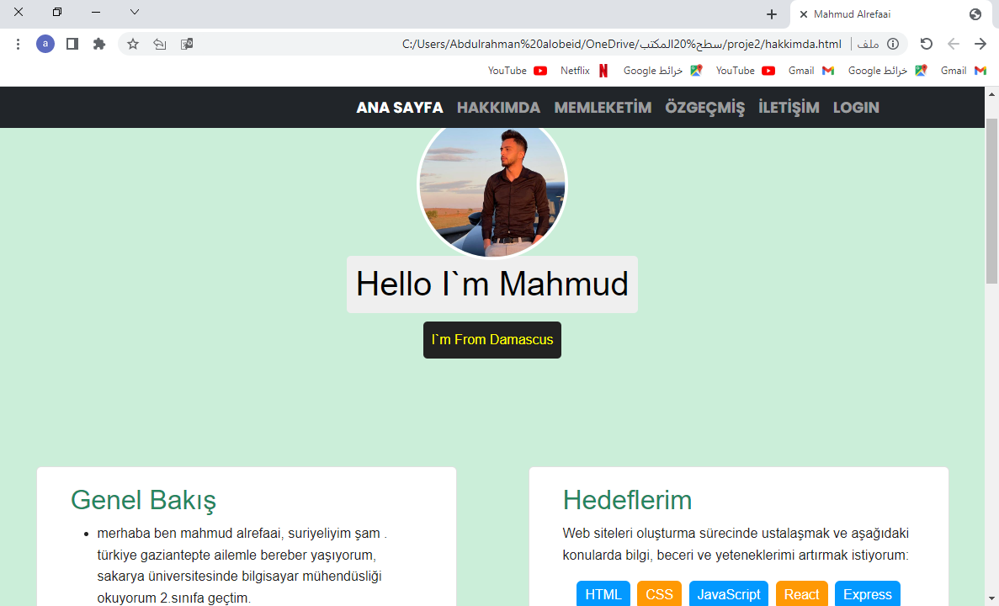 Mahmud Alrefaai
a
C:/Users/Abdulrahman%20alobeid/OneDrive/سطح%20المكتب/proje2/hakkimda.html ملف
YouTube Netflix خرائط Google YouTube Gmail خرائط Google Gmail
ANA SAYFA HAKKIMDA MEMLEKETİM ÖZGEÇMİŞ İLETİŞİM LOGIN
Hello I`m Mahmud
I`m From Damascus
Genel Bakış
merhaba ben mahmud alrefaai, suriyeliyim şam .
türkiye gaziantepte ailemle bereber yaşıyorum,
sakarya üniversitesinde bilgisayar mühendüsliği
okuyorum 2.sınıfa geçtim.
Hedeflerim
Web siteleri oluşturma sürecinde ustalaşmak ve aşağıdaki
konularda bilgi, beceri ve yeteneklerimi artırmak istiyorum:
HTML CSS JavaScript React Express